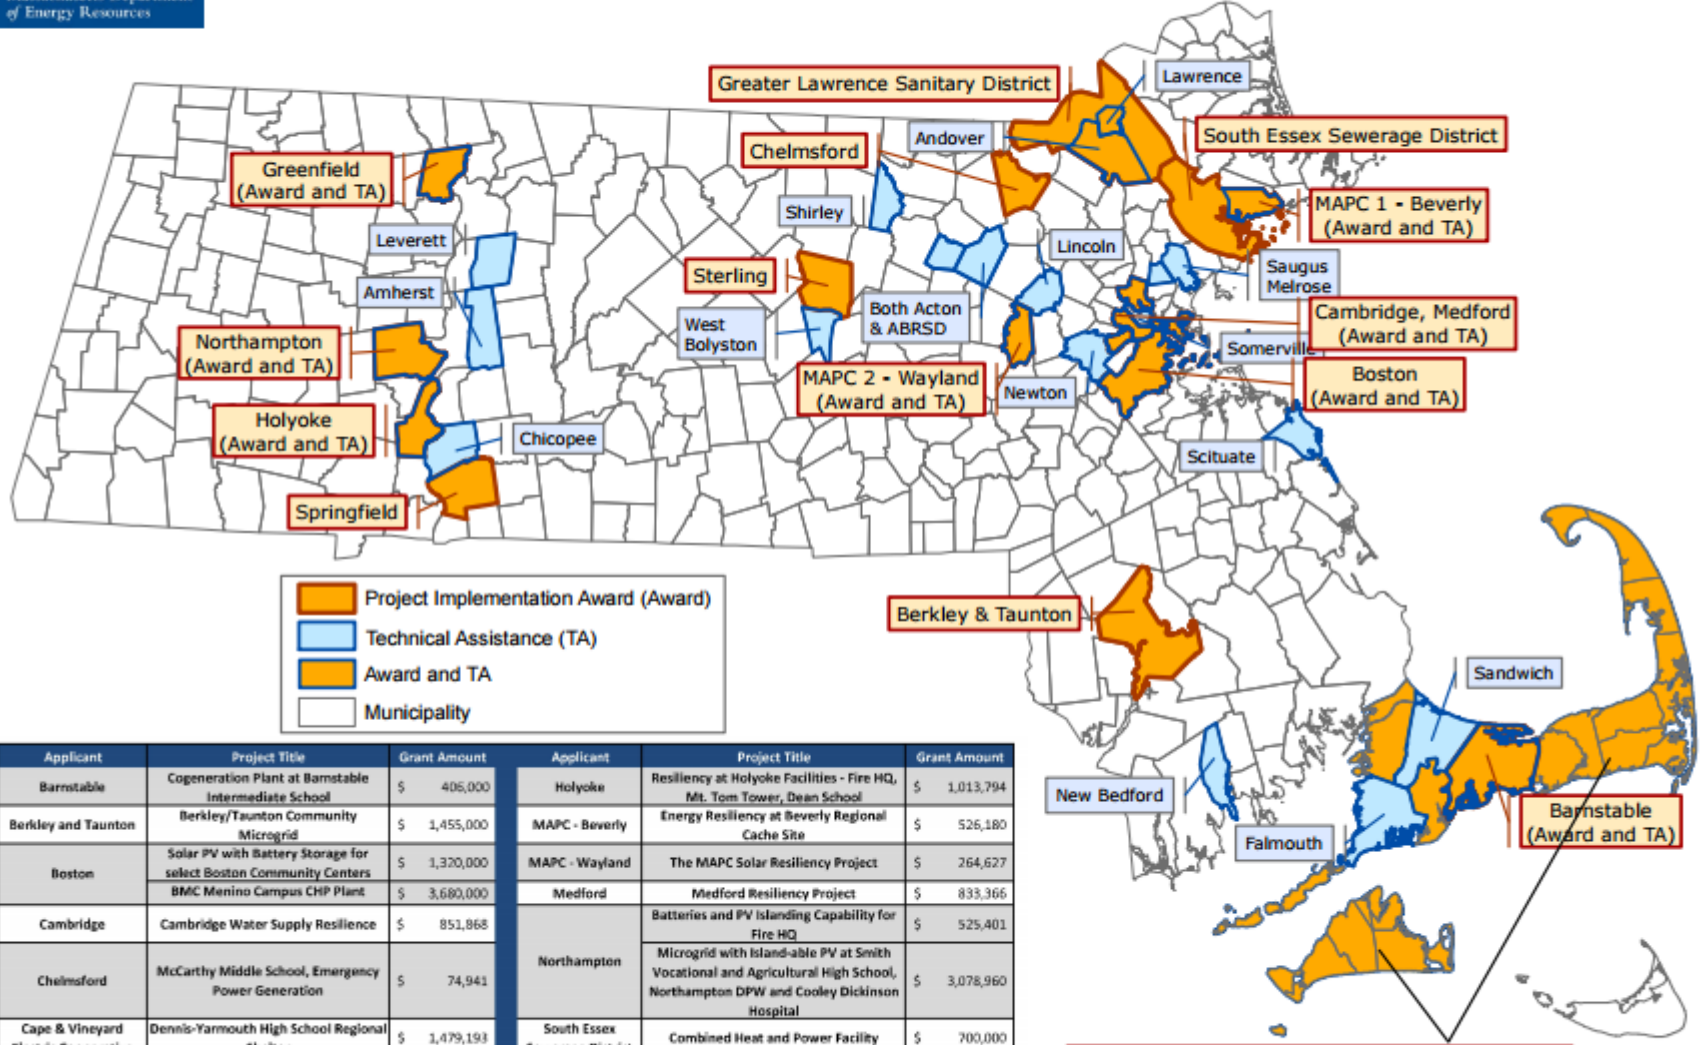 of Energy Resources
Greater Lawrence Sanitary District
Lawrence
Andover
South Essex Sewerage District
Chelmsford
Greenfield
(Award and TA)
Shirley
MAPC 1 - Beverly
(Award and TA)
Leverett
Lincoln
Sterling
Saugus
Melrose
Amherst
Both Acton
& ABRSD
Cambridge, Medford
(Award and TA)
West
Bolyston
Northampton
(Award and TA)
Somerville
MAPC 2 - Wayland
(Award and TA)
Newton
Boston
(Award and TA)
Holyoke
(Award and TA)
Chicopee
Scituate
Springfield
Project Implementation Award (Award)
Technical Assistance (TA)
Award and TA
Municipality
Berkley & Taunton
Sandwich
New Bedford
Falmouth
Barnstable
(Award and TA)
Applicant Project Title Grant Amount Applicant Project Title Grant Amount
Barnstable
Cogeneration Plant at Barnstable
Intermediate School
$ 406,000
Holyoke
Resiliency at Holyoke Facilities - Fire HQ,
Mt. Tom Tower, Dean School
$ 1,013,794
Berkley and Taunton
Berkley/Taunton Community
Microgrid
$ 1,455,000
MAPC - Beverly
Energy Resiliency at Beverly Regional
Cache Site
$ 526,180
Boston
Solar PV with Battery Storage for
select Boston Community Centers
$ 1,320,000
MAPC - Wayland
The MAPC Solar Resiliency Project
$ 264,627
BMC Menino Campus CHP Plant
$ 3,680,000
Medford
Medford Resiliency Project
$ 833,366
Cambridge
Cambridge Water Supply Resilience
$ 851,868
Northampton
Batteries and PV Islanding Capability for
Fire HQ
$ 525,401
Chelmsford
McCarthy Middle School, Emergency
Power Generation
$ 74,941
Microgrid with Island-able PV at Smith
Vocational and Agricultural High School,
Northampton DPW and Cooley Dickinson
Hospital
$ 3,078,960
Cape & Vineyard
Dennis-Yarmouth High School Regional
$ 1,479,193
South Essex
Combined Heat and Power Facility
$ 700,000